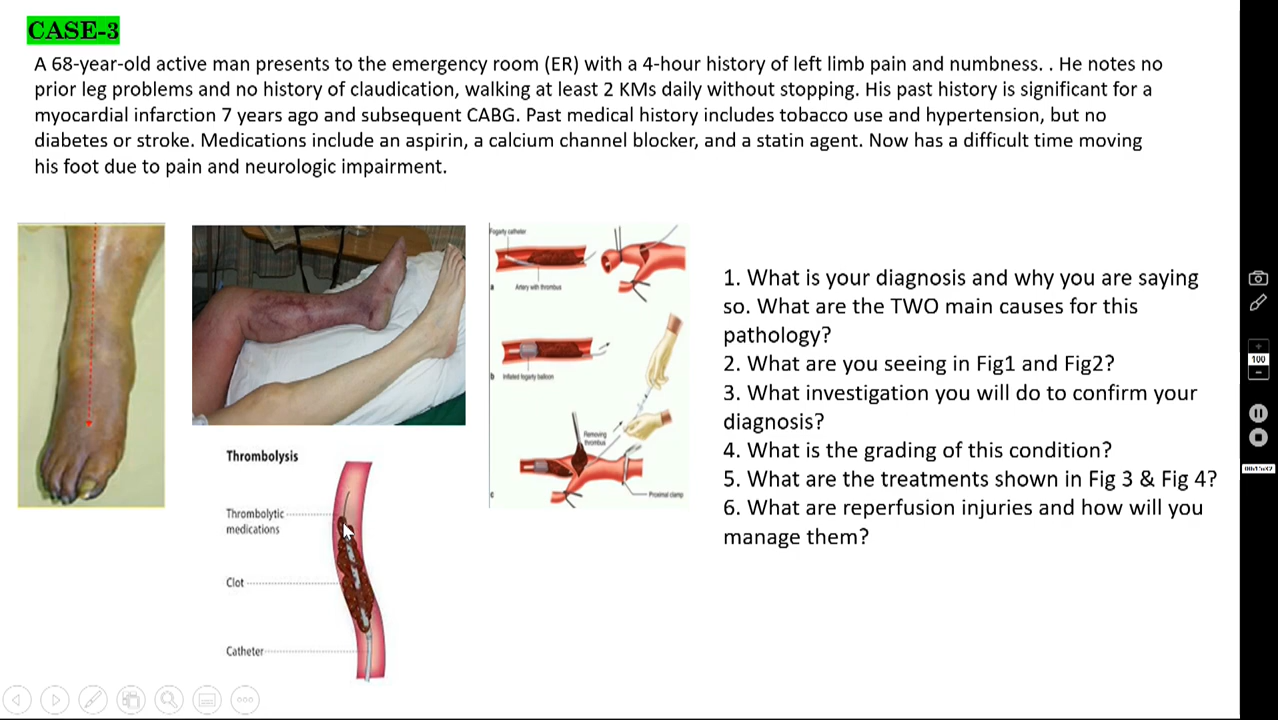 CASE-3
A 68-year-old active man presents to the emergency room (ER) with a 4-hour history of left limb pain and numbness. . He notes no
prior leg problems and no history of claudication, walking at least 2 KMs daily without stopping. His past history is significant for a
myocardial infarction 7 years ago and subsequent CABG. Past medical history includes tobacco use and hypertension, but no
diabetes or stroke. Medications include an aspirin, a calcium channel blocker, and a statin agent. Now has a difficult time moving
his foot due to pain and neurologic impairment.
Fogarty catheter
a
Artery with thrombus
b
Inflated fogarty balloon
Removing
thrombus
c
Proximal clamp
Thrombolysis
Thrombolytic
medications
Clot
Catheter
1. What is your diagnosis and why you are saying
so. What are the TWO main causes for this
pathology?
2. What are you seeing in Fig1 and Fig2?
3. What investigation you will do to confirm your
diagnosis?
4. What is the grading of this condition?
5. What are the treatments shown in Fig 3 & Fig 4?
6. What are reperfusion injuries and how will you
manage them?
100